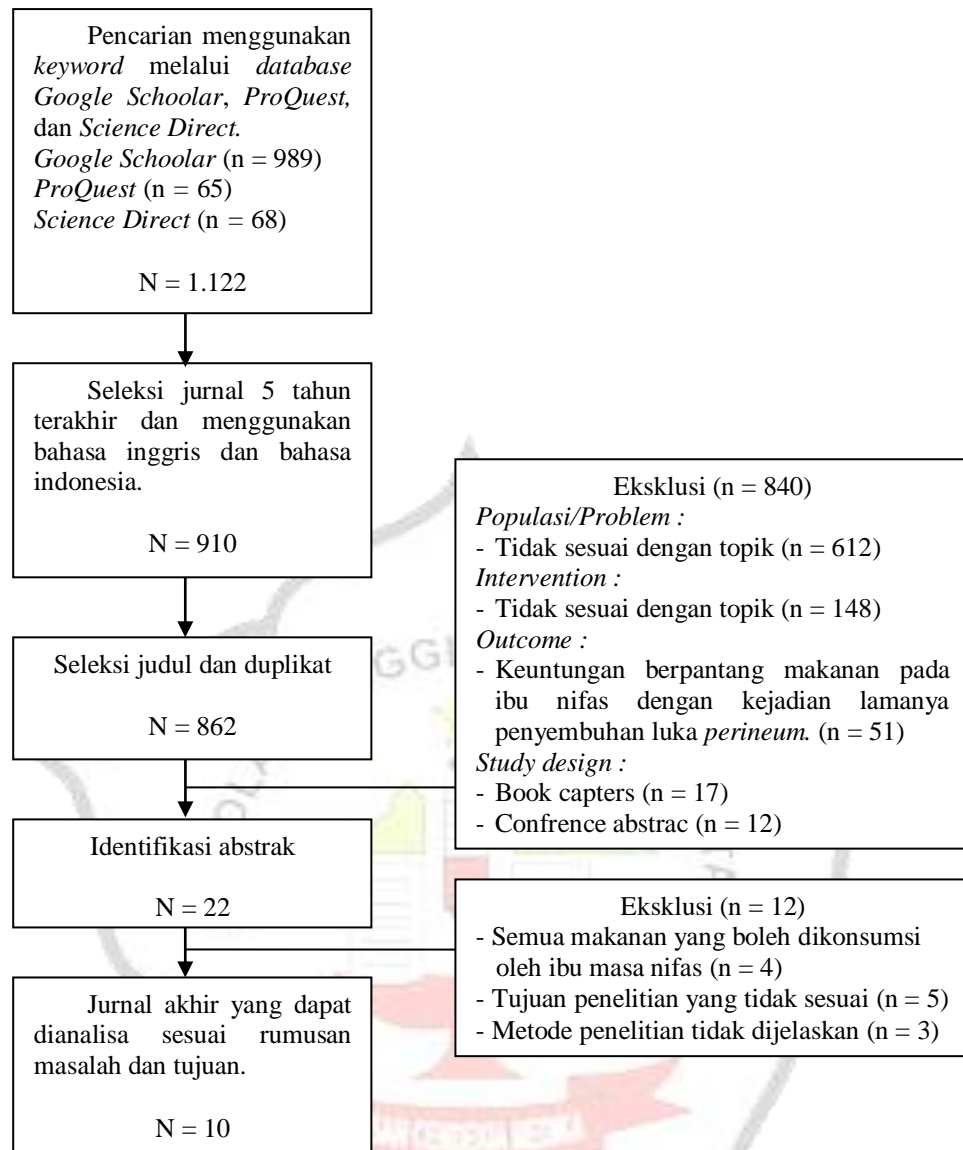 Pencarian menggunakan
keyword melalui database
Google Schoolar, ProQuest,
dan Science Direct.
Google Schoolar (n = 989)
ProQuest (n = 65)
Science Direct (n = 68)
N = 1.122
Seleksi jurnal 5 tahun
terakhir dan menggunakan
bahasa inggris dan bahasa
indonesia.
N = 910
Seleksi judul dan duplikat
N = 862
Eksklusi (n = 840)
Populasi/Problem :
- Tidak sesuai dengan topik (n = 612)
Intervention :
- Tidak sesuai dengan topik (n = 148)
Outcome :
- Keuntungan berpantang makanan pada
ibu nifas dengan kejadian lamanya
penyembuhan luka perineum. (n = 51)
Study design :
- Book capters (n = 17)
- Confrence abstrac (n = 12)
Identifikasi abstrak
N = 22
Eksklusi (n = 12)
- Semua makanan yang boleh dikonsumsi
oleh ibu masa nifas (n = 4)
- Tujuan penelitian yang tidak sesuai (n = 5)
- Metode penelitian tidak dijelaskan (n = 3)
Jurnal akhir yang dapat
dianalisa sesuai rumusan
masalah dan tujuan.
N = 10